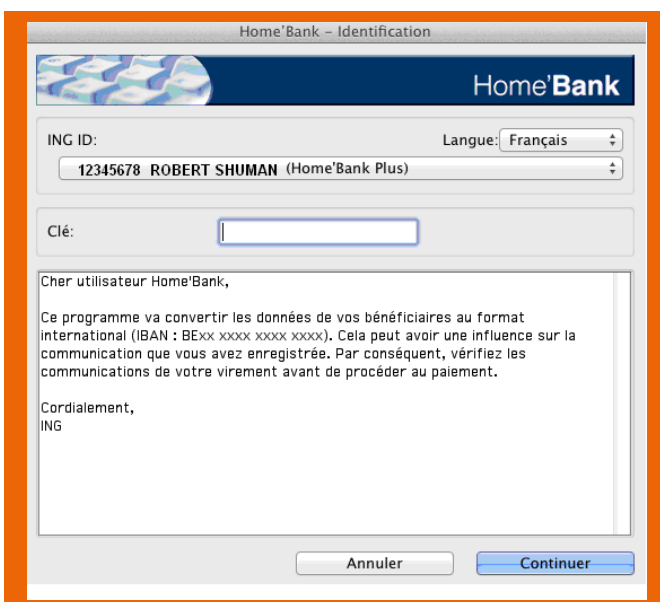 Home'Bank – Identification
Home'Bank
ING ID: Langue: Français
12345678 ROBERT SHUMAN (Home'Bank Plus)
Clé:
Cher utilisateur Home'Bank,
Ce programme va convertir les données de vos bénéficiaires au format
international (IBAN : BExx xxxx xxxx xxxx). Cela peut avoir une influence sur la
communication que vous avez enregistrée. Par conséquent, vérifiez les
communications de votre virement avant de procéder au paiement.
Cordialement,
ING
Annuler Continuer